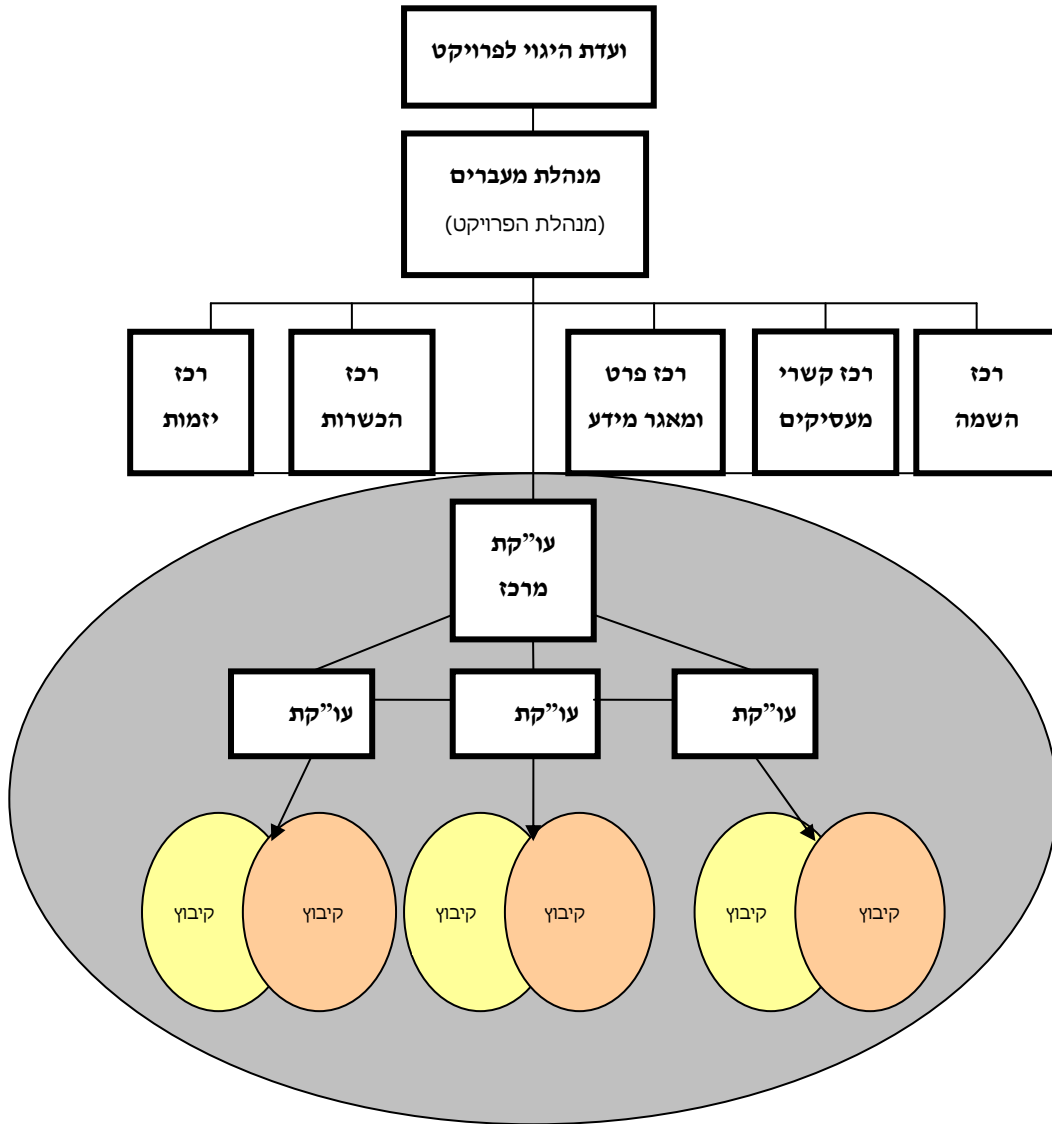 ועדת היגוי לפרויקט
מנהלת מעברים
(מנהלת הפרויקט)
רכז
השמה
רכז קשרי
מעסיקים
רכז פרט
ומאגר מידע
רכז
הכשרות
רכז
יזמות
עו"קת
מרכז
עו"קת
עו"קת
עו"קת
קיבוץ
קיבוץ
קיבוץ
קיבוץ
קיבוץ
קיבוץ